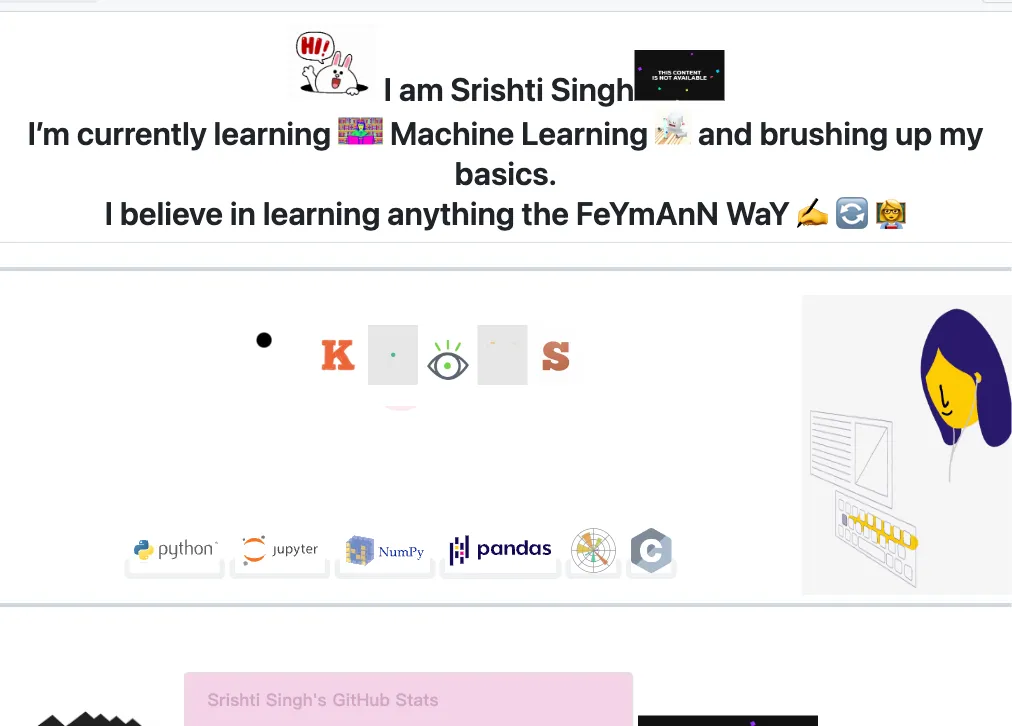 HI!
I am Srishti Singh
THIS CONTENT
IS NOT AVAILABLE
I’m currently learning Machine Learning and brushing up my
basics.
I believe in learning anything the FeYmAnN WaY
K S
python
jupyter
NumPy
pandas
C
Srishti Singh's GitHub Stats